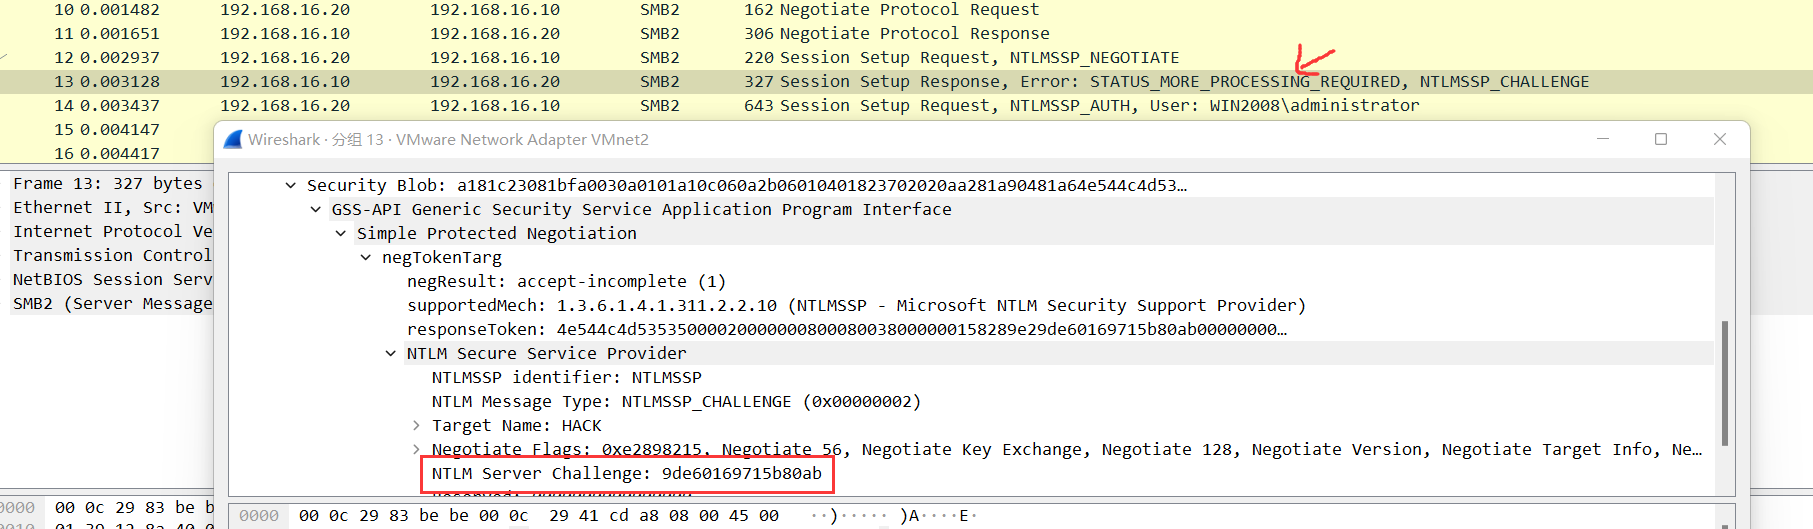 10 0.001482 192.168.16.20 192.168.16.10 SMB2 162 Negotiate Protocol Request
11 0.001651 192.168.16.10 192.168.16.20 SMB2 306 Negotiate Protocol Response
12 0.002937 192.168.16.20 192.168.16.10 SMB2 220 Session Setup Request, NTLMSSP_NEGOTIATE
13 0.003128 192.168.16.10 192.168.16.20 SMB2 327 Session Setup Response, Error: STATUS_MORE_PROCESSING_REQUIRED, NTLMSSP_CHALLENGE
14 0.003437 192.168.16.20 192.168.16.10 SMB2 643 Session Setup Request, NTLMSSP_AUTH, User: WIN2008\administrator
15 0.004147
16 0.004417
Wireshark · 分组 13 · VMware Network Adapter VMnet2
Frame 13: 327 bytes
Ethernet II, Src: VM
Internet Protocol Ve
Transmission Control
NetBIOS Session Serv
SMB2 (Server Message
Security Blob: a181c23081bfa0030a0101a10c060a2b06010401823702020aa281a90481a64e544c4d53…
GSS-API Generic Security Service Application Program Interface
Simple Protected Negotiation
negTokenTarg
negResult: accept-incomplete (1)
supportedMech: 1.3.6.1.4.1.311.2.2.10 (NTLMSSP - Microsoft NTLM Security Support Provider)
responseToken: 4e544c4d53535000020000000800080038000000158289e29de60169715b80ab00000000…
NTLM Secure Service Provider
NTLMSSP identifier: NTLMSSP
NTLM Message Type: NTLMSSP_CHALLENGE (0x00000002)
Target Name: HACK
Negotiate Flags: 0xe2898215, Negotiate 56, Negotiate Key Exchange, Negotiate 128, Negotiate Version, Negotiate Target Info, Ne…
NTLM Server Challenge: 9de60169715b80ab
0000 00 0c 29 83 be b
0000 00 0c 29 83 be be 00 0c 29 41 cd a8 08 00 45 00 ··)····· )A····E·